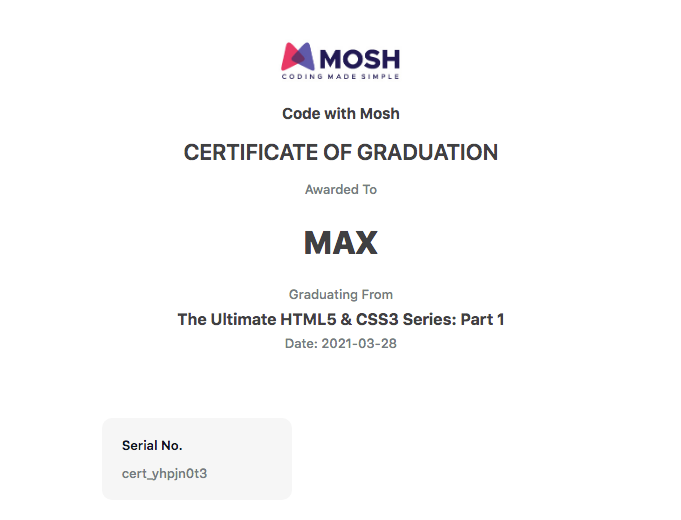 MOSH
CODING MADE SIMPLE
Code with Mosh
CERTIFICATE OF GRADUATION
Awarded To
MAX
Graduating From
The Ultimate HTML5 & CSS3 Series: Part 1
Date: 2021-03-28
Serial No.
cert_yhpjn0t3